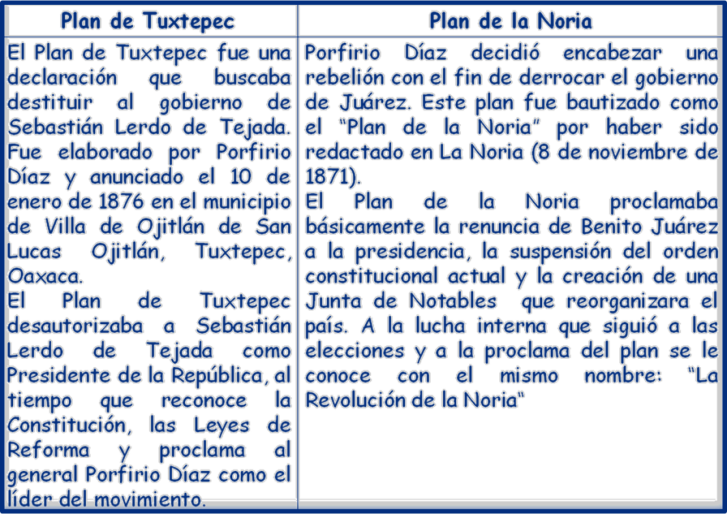 Plan de Tuxtepec
El Plan de Tuxtepec fue una
declaración que buscaba
destituir al gobierno de
Sebastián Lerdo de Tejada.
Fue elaborado por Porfirio
Díaz y anunciado el 10 de
enero de 1876 en el municipio
de Villa de Ojitlán de San
Lucas Ojitlán, Tuxtepec,
Oaxaca.
El Plan de Tuxtepec
desautorizaba a Sebastián
Lerdo de Tejada como
Presidente de la República, al
tiempo que reconoce la
Constitución, las Leyes de
Reforma y proclama al
general Porfirio Díaz como el
líder del movimiento.
Plan de la Noria
Porfirio Díaz decidió encabezar una
rebelión con el fin de derrocar el gobierno
de Juárez. Este plan fue bautizado como
el "Plan de la Noria" por haber sido
redactado en La Noria (8 de noviembre de
1871).
El Plan de la Noria proclamaba
básicamente la renuncia de Benito Juárez
a la presidencia, la suspensión del orden
constitucional actual y la creación de una
Junta de Notables que reorganizara el
país. A la lucha interna que siguió a las
elecciones y a la proclama del plan se le
conoce con el mismo nombre: "La
Revolución de la Noria"